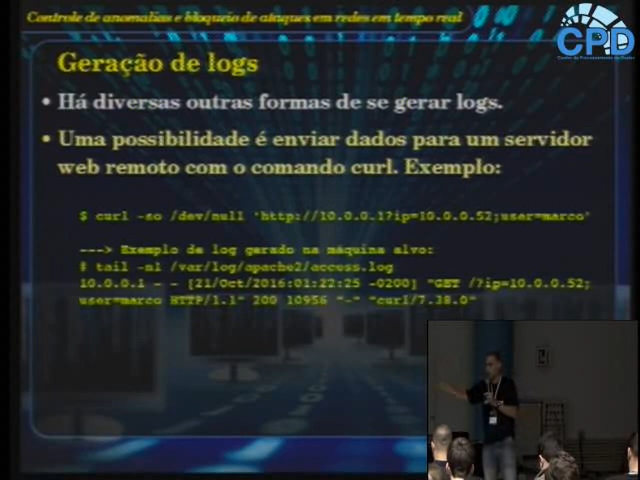 Controle de anomalias e bloqueio de ataques em redes em tempo real
CPD
Geração de logs
• Há diversas outras formas de se gerar logs.
• Uma possibilidade é enviar dados para um servidor
web remoto com o comando curl. Exemplo:
$ curl -so /dev/null 'http://10.0.0.1?ip=10.0.0.52;user=marco'
---> Exemplo de log gerado na máquina alvo:
$ tail -n1 /var/log/apache2/access.log
10.0.0.1 - - [21/Oct/2016:01:22:25 -0200] "GET /?ip=10.0.0.52;
user=marco HTTP/1.1" 200 10956 "-" "curl/7.38.0"